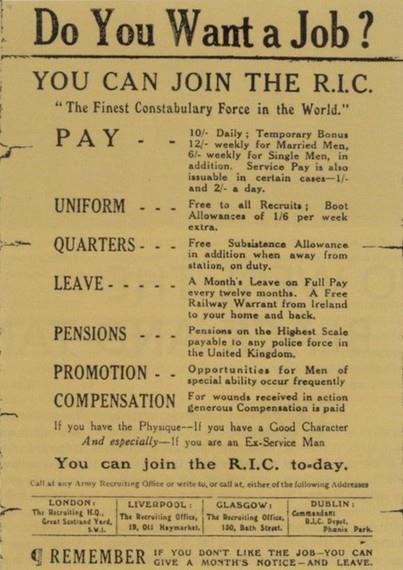 Do You Want a Job?
YOU CAN JOIN THE R.I.C.
"The Finest Constabulary Force in the World."
PAY - - 10/- Daily; Temporary Bonus
12/- weekly for Married Men,
6/- weekly for Single Men, in
addition. Service Pay is also
issuable in certain cases—1/-
and 2/- a day.
UNIFORM - - - Free to all Recruits; Boot
Allowances of 1/6 per week
extra.
QUARTERS - - - Free Subsistence Allowance
in addition when away from
station, on duty.
LEAVE - - - - - A Month's Leave on Full Pay
every twelve months. A Free
Railway Warrant from Ireland
to your home and back.
PENSIONS - - - Pensions on the Highest Scale
payable to any police force in
the United Kingdom.
PROMOTION - - Opportunities for Men of
special ability occur frequently
COMPENSATION For wounds received in action
generous Compensation is paid
If you have the Physique--If you have a Good Character
And especially—If you are an Ex-Service Man
You can join the R.I.C. to-day.
Call at any Army Recruiting Office or write to, or call at, either of the following Addresses
LONDON:
The Recruiting H.Q.,
Great Scotland Yard,
S.W.1.
LIVERPOOL:
The Recruiting Office,
19, Old Haymarket.
GLASGOW:
The Recruiting Office,
130, Bath Street.
DUBLIN:
Commandant
R.I.C. Depot,
Phœnix Park.
¶ REMEMBER IF YOU DON'T LIKE THE JOB—YOU CAN
GIVE A MONTH'S NOTICE—AND LEAVE.